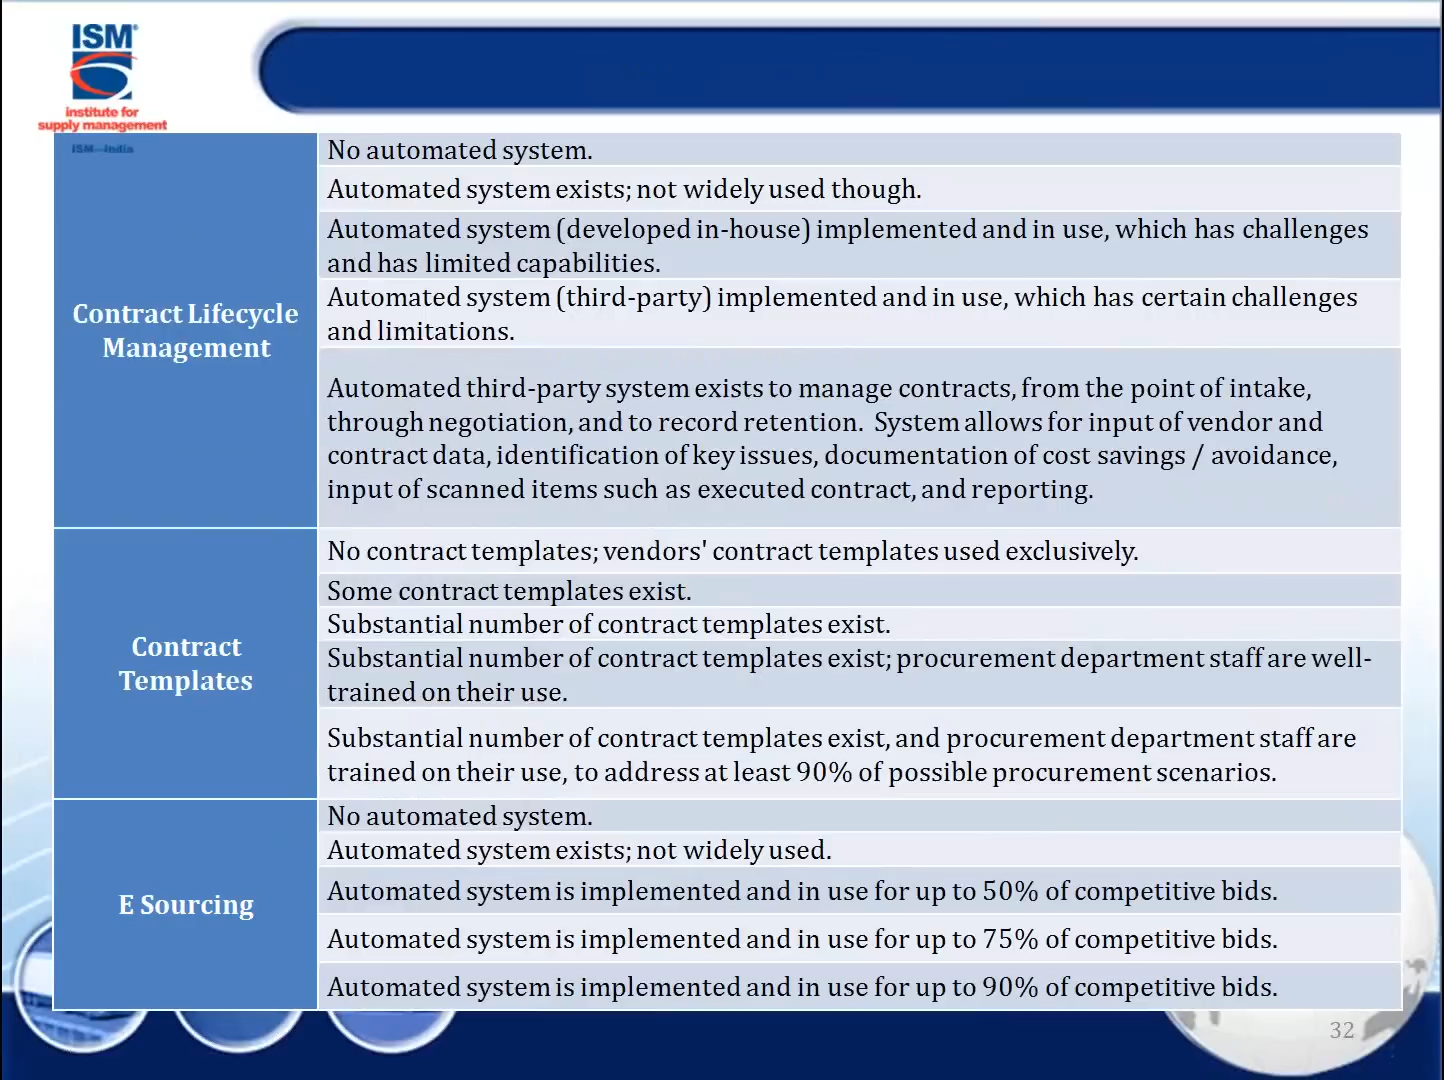 ISM
institute for
supply management
ISM—India
Contract Lifecycle
Management
No automated system.
Automated system exists; not widely used though.
Automated system (developed in-house) implemented and in use, which has challenges
and has limited capabilities.
Automated system (third-party) implemented and in use, which has certain challenges
and limitations.
Automated third-party system exists to manage contracts, from the point of intake,
through negotiation, and to record retention.  System allows for input of vendor and
contract data, identification of key issues, documentation of cost savings / avoidance,
input of scanned items such as executed contract, and reporting.
Contract
Templates
No contract templates; vendors' contract templates used exclusively.
Some contract templates exist.
Substantial number of contract templates exist.
Substantial number of contract templates exist; procurement department staff are well-
trained on their use.
Substantial number of contract templates exist, and procurement department staff are
trained on their use, to address at least 90% of possible procurement scenarios.
E Sourcing
No automated system.
Automated system exists; not widely used.
Automated system is implemented and in use for up to 50% of competitive bids.
Automated system is implemented and in use for up to 75% of competitive bids.
Automated system is implemented and in use for up to 90% of competitive bids.
32